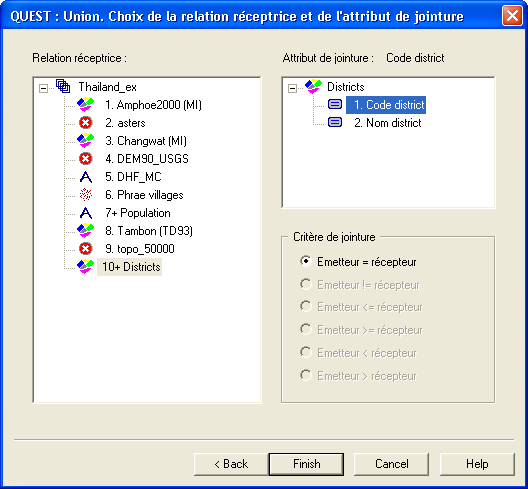 QUEST : Union. Choix de la relation réceptrice et de l'attribut de jointure
Relation réceptrice :
Thailand_ex
1. Amphoe2000 (MI)
2. asters
3. Changwat (MI)
4. DEM90_USGS
5. DHF_MC
6. Phrae villages
7+ Population
8. Tambon (TD93)
9. topo_50000
10+ Districts
Attribut de jointure : Code district
Districts
1. Code district
2. Nom district
Critère de jointure
Emetteur = récepteur
Emetteur != récepteur
Emetteur <= récepteur
Emetteur >= récepteur
Emetteur < récepteur
Emetteur > récepteur
< Back
Finish
Cancel
Help